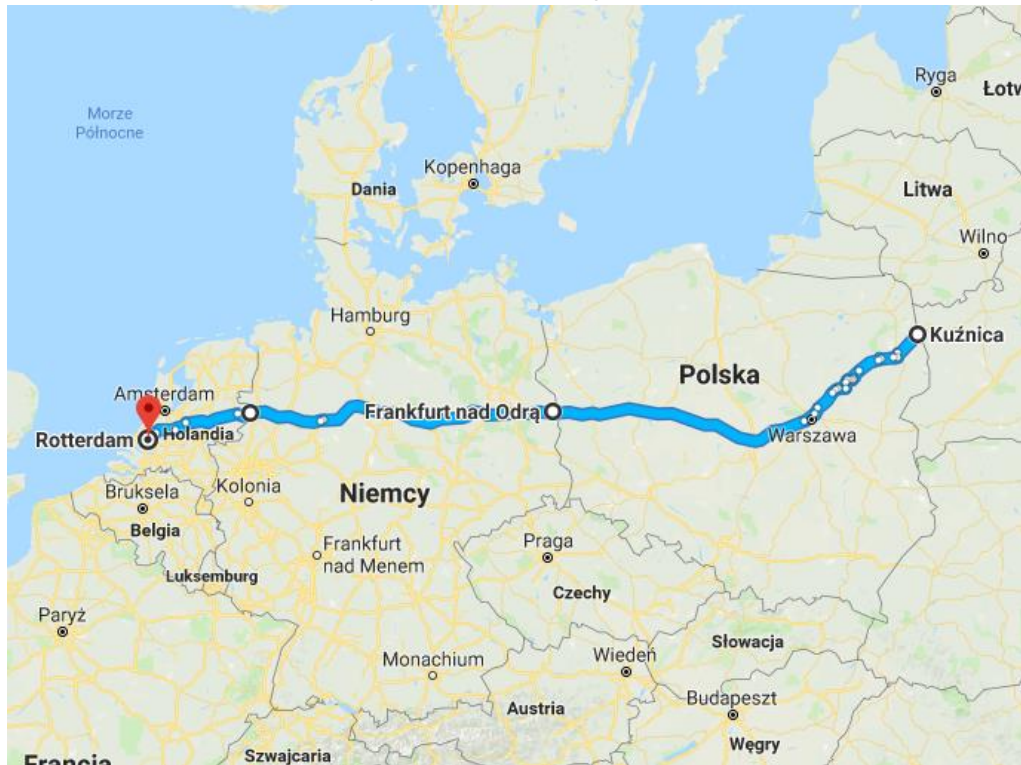 Ryga
Łotw
Morze
Północne
Kopenhaga
Dania
Litwa
Wilno
Hamburg
Kuźnica
Polska
Amsterdam
Frankfurt nad Odrą
Rotterdam
Holandia
Warszawa
Bruksela
Kolonia
Niemcy
Belgia
Praga
Frankfurt
nad Menem
Luksemburg
Czechy
Paryż
Słowacja
Wiedeń
Monachium
Budapeszt
Austria
Węgry
Szwajcaria
Francja